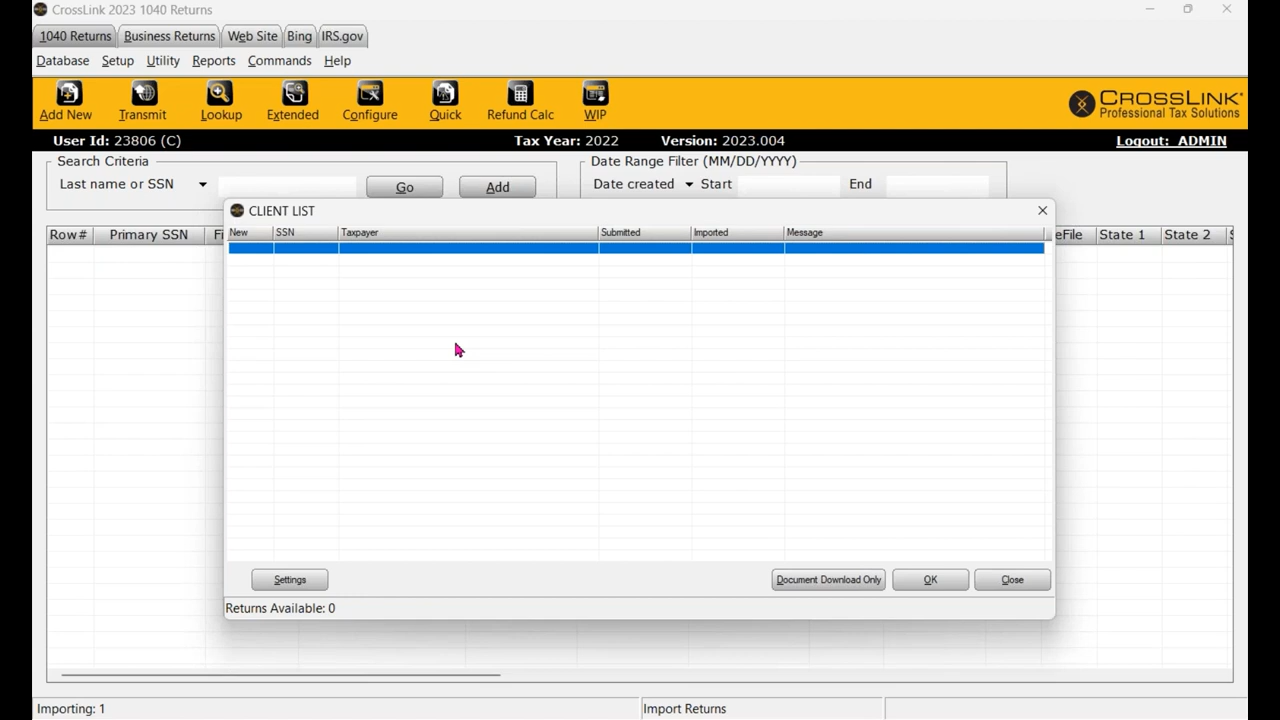 CrossLink 2023 1040 Returns
1040 Returns Business Returns Web Site Bing IRS.gov
Database Setup Utility Reports Commands Help
Add New Transmit Lookup Extended Configure Quick Refund Calc WIP
CROSSLINK
Professional Tax Solutions
User Id: 23806 (C) Tax Year: 2022 Version: 2023.004 Logout: ADMIN
Search Criteria Date Range Filter (MM/DD/YYYY)
Last name or SSN Go Add Date created Start End
CLIENT LIST
New SSN Taxpayer Submitted Imported Message
Row# Primary SSN Fi eFile State 1 State 2
Settings Document Download Only OK Close
Returns Available: 0
Importing: 1 Import Returns